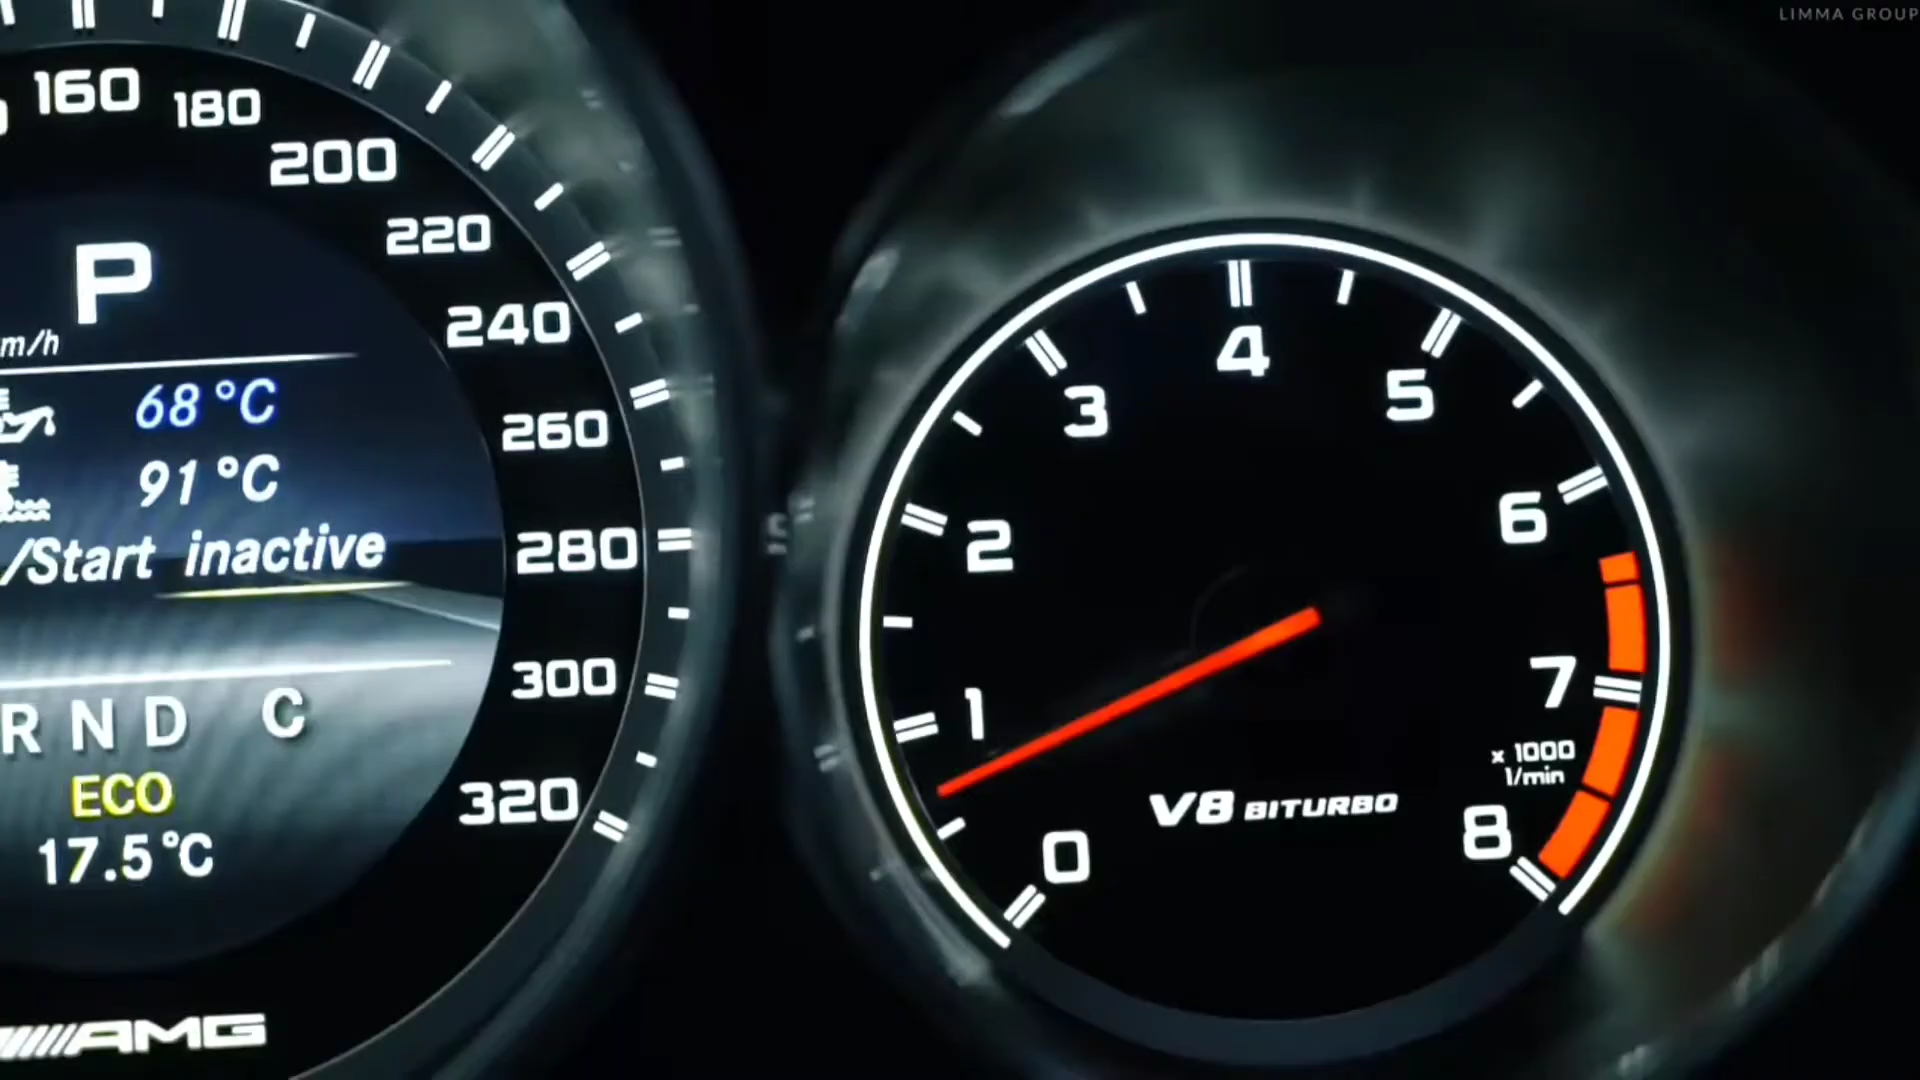 LIMMA GROUP
160
180
200
220
240
260
280
300
320
P
m/h
68 °C
91 °C
/Start inactive
R N D C
ECO
17.5 °C
AMG
0
1
2
3
4
5
6
7
8
x 1000
1/min
V8 BITURBO